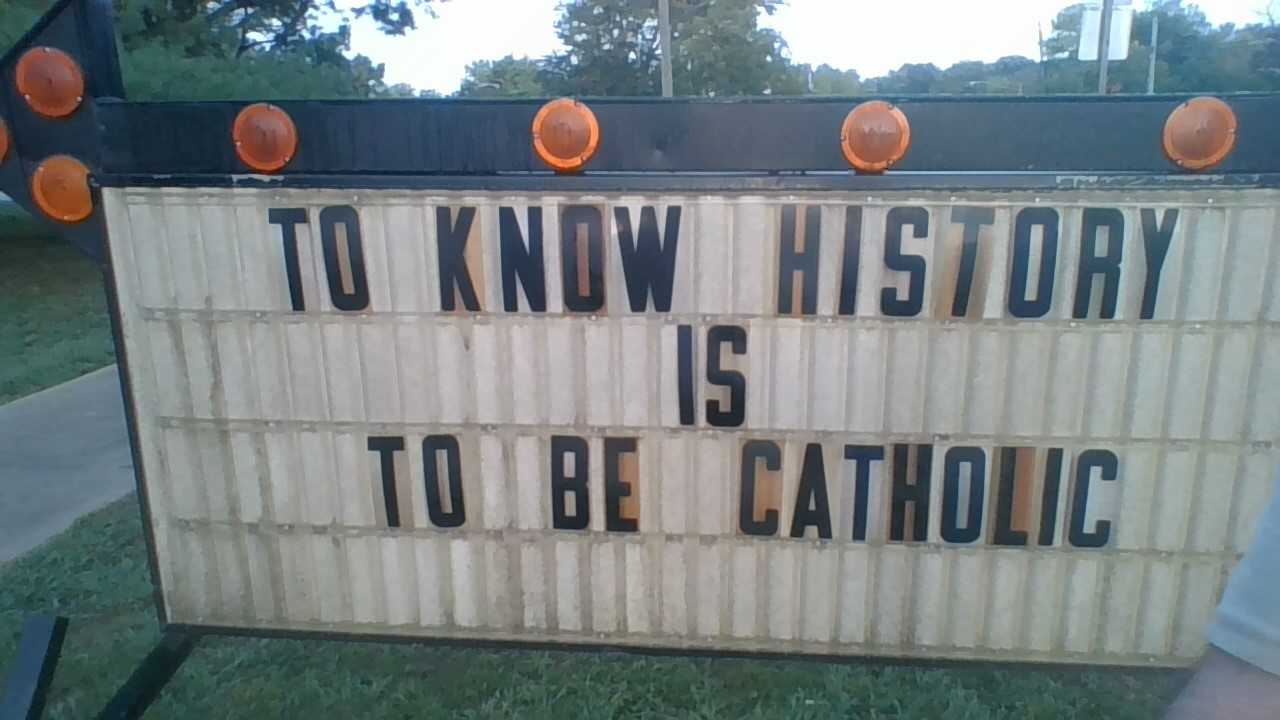 TO KNOW HISTORY
IS
TO BE CATHOLIC